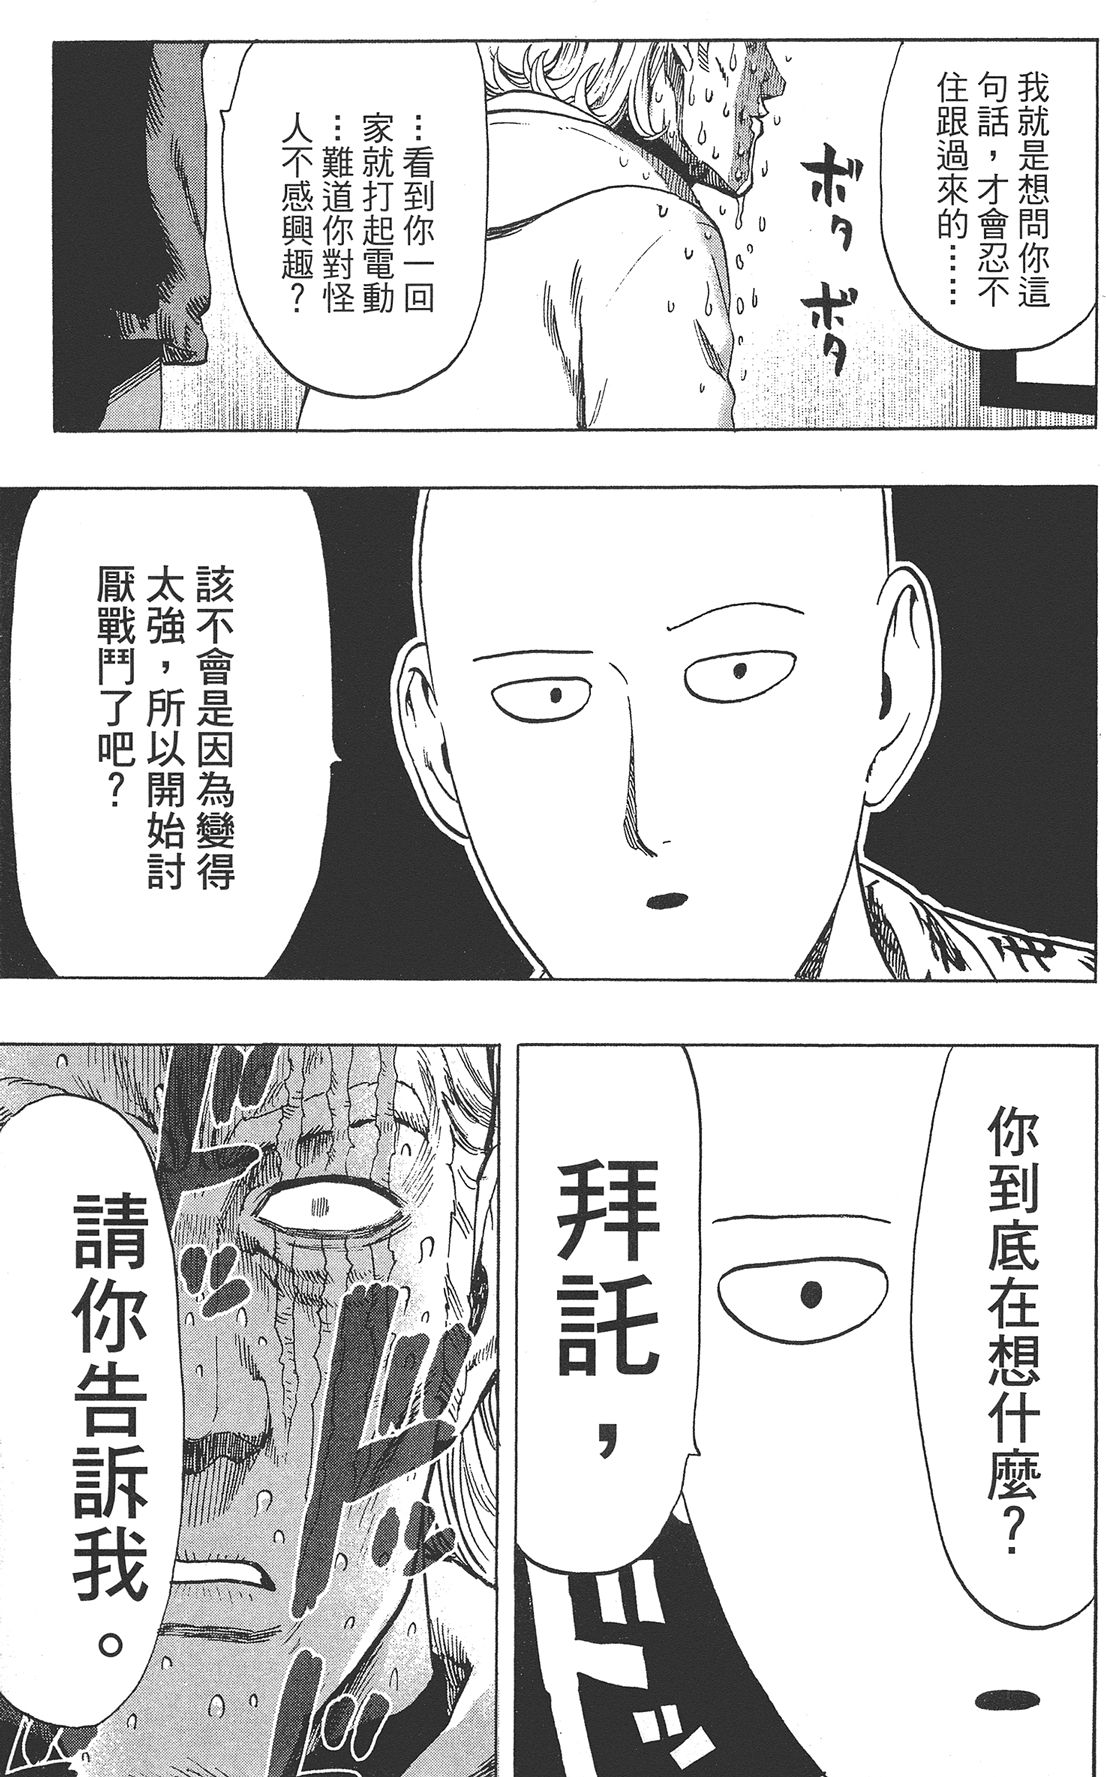 我就是想問你這
句話，才會忍不
住跟過來的……
ボタ
ボタ
…看到你一回
家就打起電動
…難道你對怪
人不感興趣？
該不會是因為變得
太強，所以開始討
厭戰鬥了吧？
卍
你到底在想什麼？
拜託，
請你告訴我。
ドド